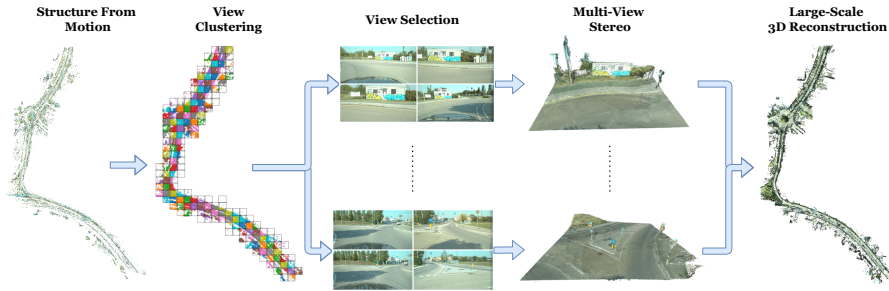 Structure From
Motion
View
Clustering
View Selection
Multi-View
Stereo
Large-Scale
3D Reconstruction